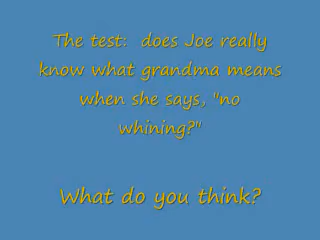 The test:  does Joe really
know what grandma means
when she says, "no
whining?"
What do you think?